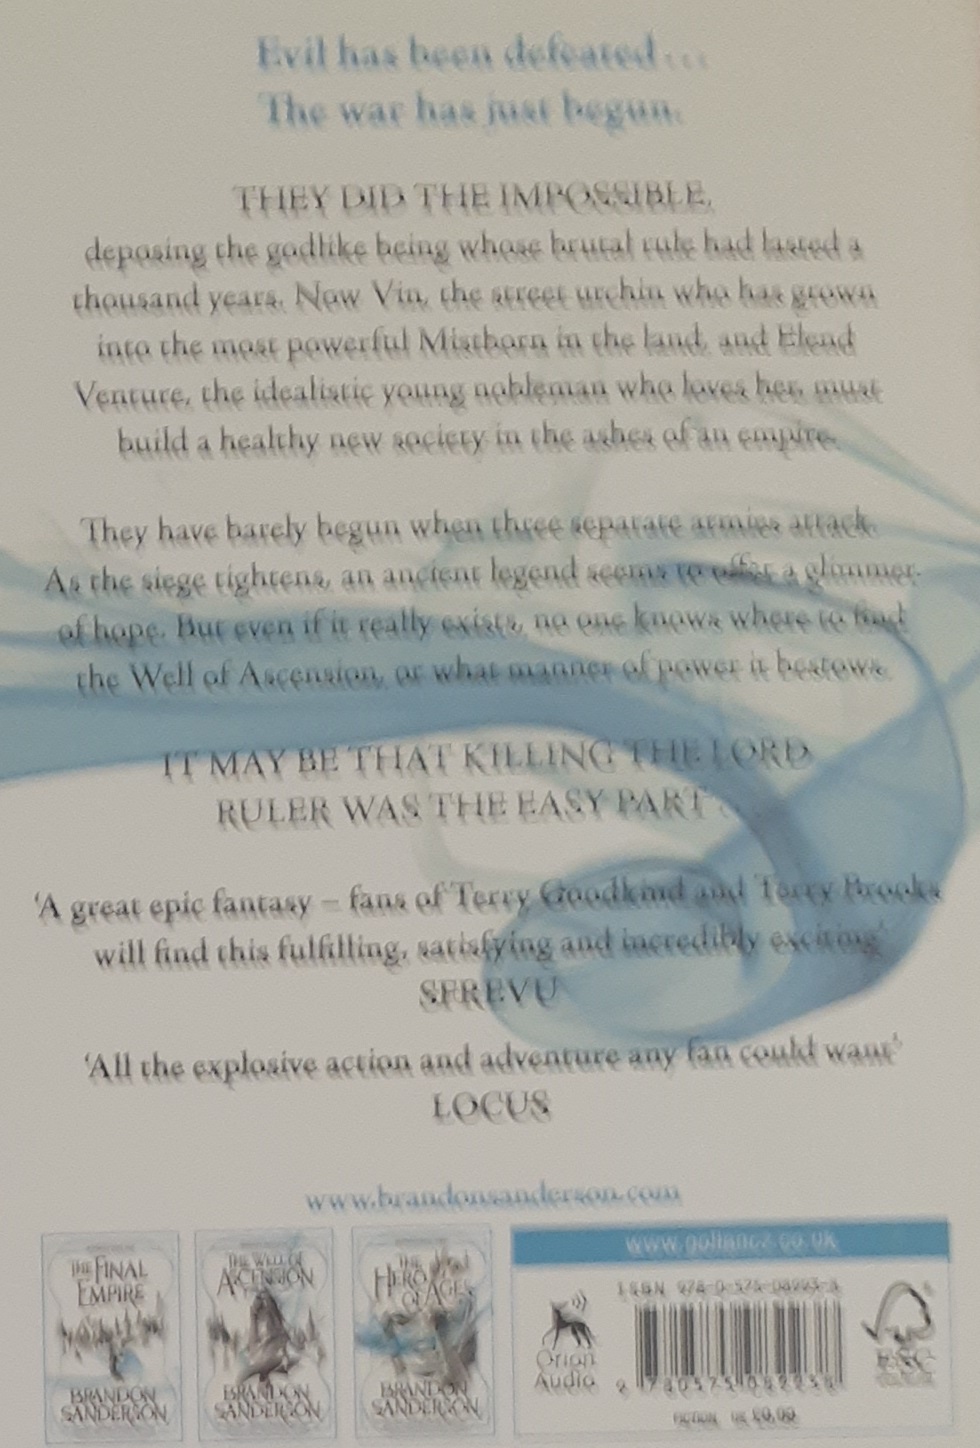 Evil has been defeated . . .
The war has just begun.
THEY DID THE IMPOSSIBLE,
deposing the godlike being whose brutal rule had lasted a
thousand years. Now Vin, the street urchin who has grown
into the most powerful Mistborn in the land, and Elend
Venture, the idealistic young nobleman who loves her, must
build a healthy new society in the ashes of an empire.
They have barely begun when three separate armies attack.
As the siege tightens, an ancient legend seems to offer a glimmer
of hope. But even if it really exists, no one knows where to find
the Well of Ascension, or what manner of power it bestows.
IT MAY BE THAT KILLING THE LORD
RULER WAS THE EASY PART . . .
'A great epic fantasy – fans of Terry Goodkind and Terry Brooks
will find this fulfilling, satisfying and incredibly exciting'
SFREVU
'All the explosive action and adventure any fan could want'
LOCUS
www.brandonsanderson.com
THE FINAL
EMPIRE
BRANDON
SANDERSON
THE WELL OF
ASCENSION
BRANDON
SANDERSON
THE
HERO OF AGES
BRANDON
SANDERSON
www.gollancz.co.uk
ISBN
Orion
Audio
FSC
FICTION UK